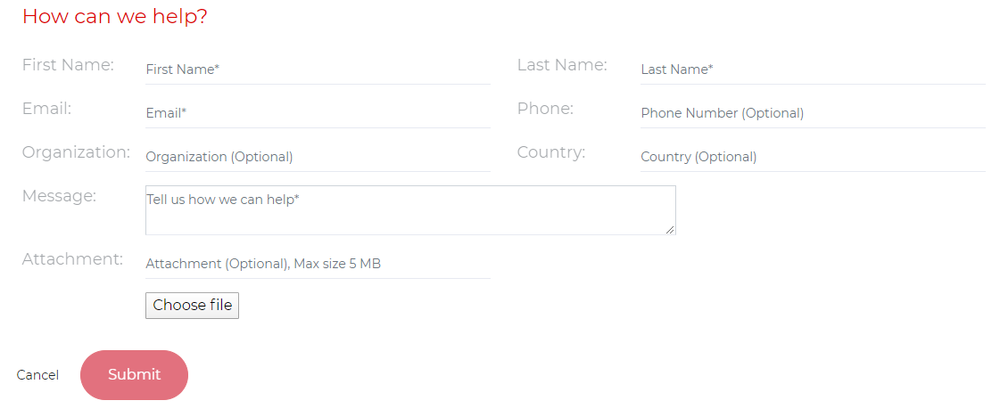 How can we help?
First Name: First Name* Last Name: Last Name*
Email: Email* Phone: Phone Number (Optional)
Organization: Organization (Optional) Country: Country (Optional)
Message: Tell us how we can help*
Attachment: Attachment (Optional), Max size 5 MB
Choose file
Cancel Submit